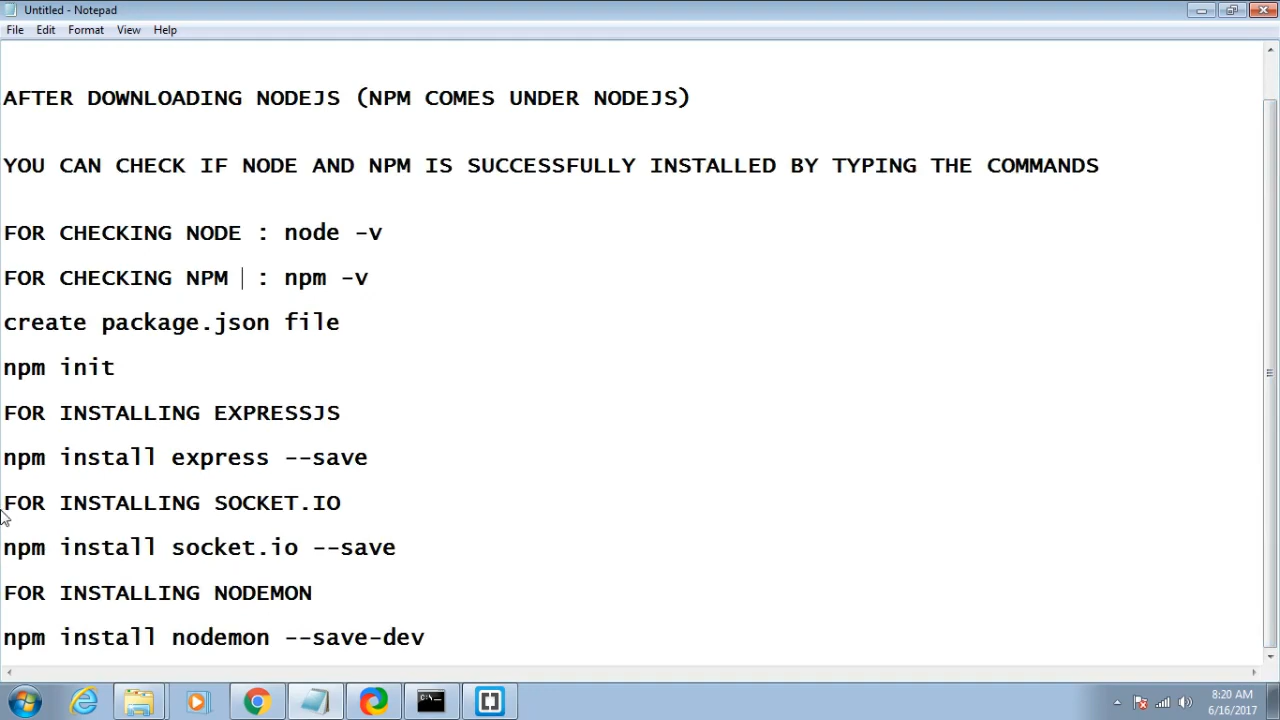 Untitled - Notepad
File Edit Format View Help
AFTER DOWNLOADING NODEJS (NPM COMES UNDER NODEJS)
YOU CAN CHECK IF NODE AND NPM IS SUCCESSFULLY INSTALLED BY TYPING THE COMMANDS
FOR CHECKING NODE : node -v
FOR CHECKING NPM : npm -v
create package.json file
npm init
FOR INSTALLING EXPRESSJS
npm install express --save
FOR INSTALLING SOCKET.IO
npm install socket.io --save
FOR INSTALLING NODEMON
npm install nodemon --save-dev
8:20 AM
6/16/2017